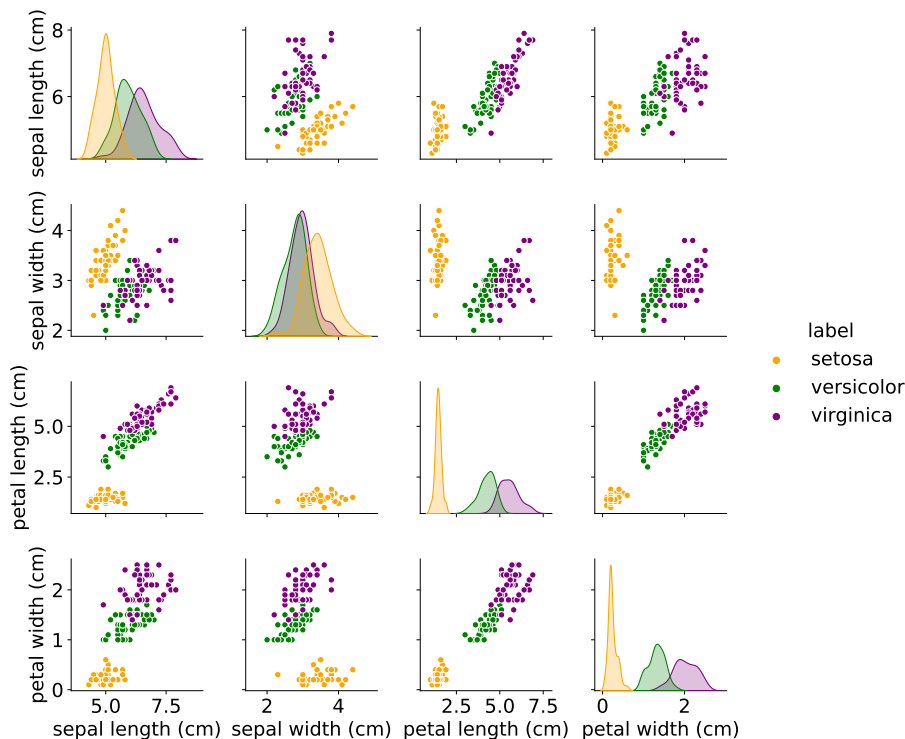 sepal length (cm)
8
6
sepal width (cm)
4
3
2
label
setosa
versicolor
virginica
petal length (cm)
5.0
2.5
petal width (cm)
2
1
0
5.0 7.5 2 4 2.5 5.0 7.5 0 2
sepal length (cm) sepal width (cm) petal length (cm) petal width (cm)